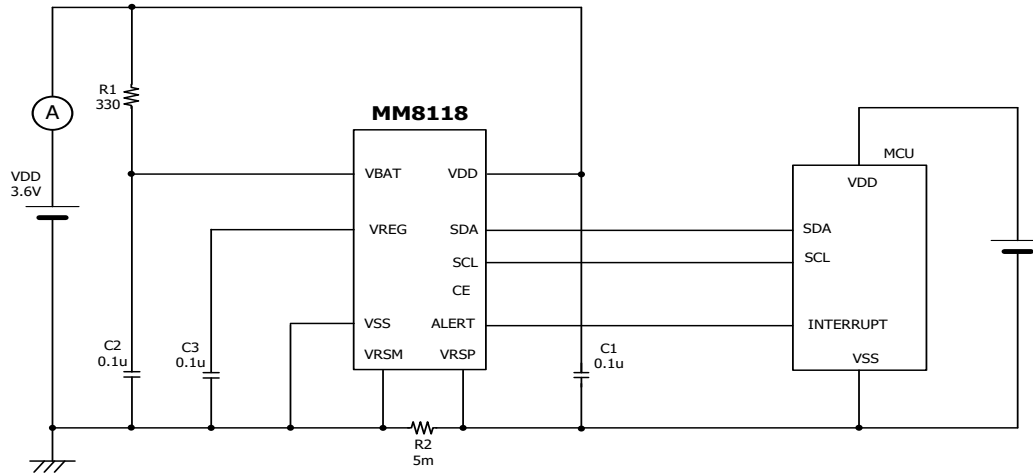 R1
330
A
VDD
3.6V
MM8118
VBAT
VDD
VREG
SDA
SCL
CE
VSS
ALERT
VRSM
VRSP
C2
0.1u
C3
0.1u
C1
0.1u
R2
5m
MCU
VDD
SDA
SCL
INTERRUPT
VSS